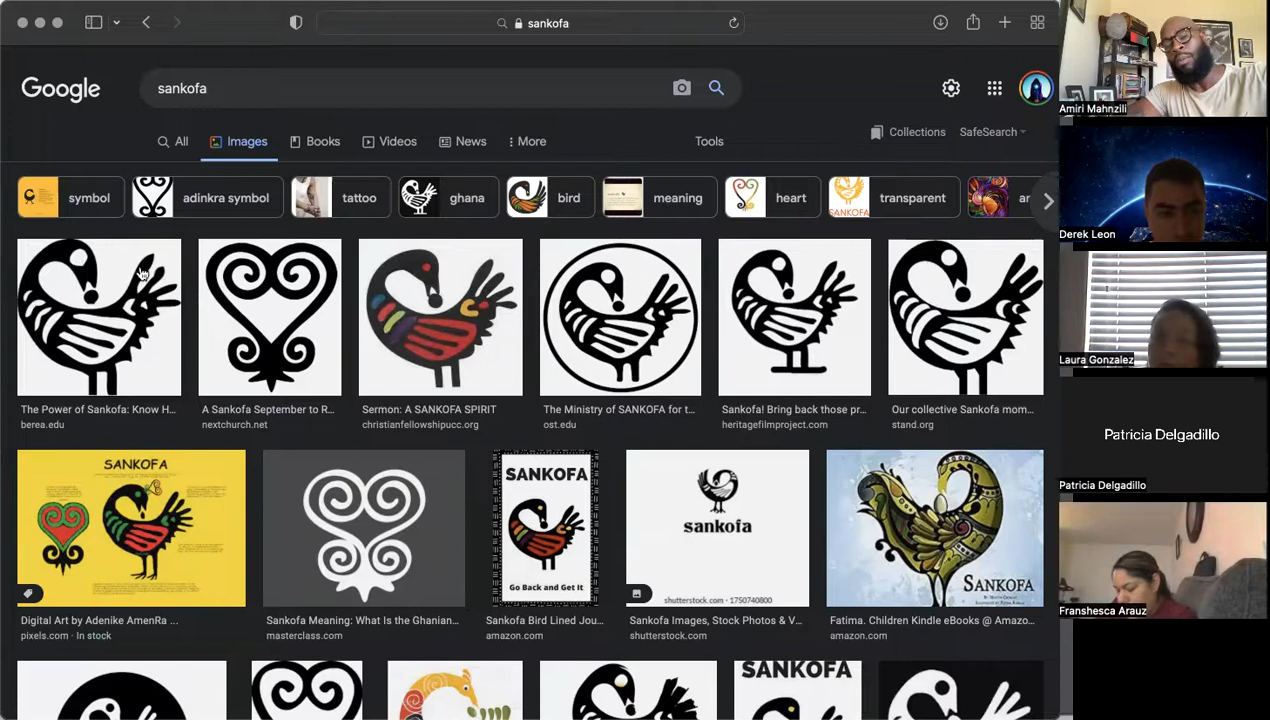 sankofa
Google
sankofa
All
Images
Books
Videos
News
More
Tools
Collections
SafeSearch
symbol
adinkra symbol
tattoo
ghana
bird
meaning
heart
transparent
ar
SANKOFA
The Power of Sankofa: Know H...
berea.edu
A Sankofa September to R...
nextchurch.net
Sermon: A SANKOFA SPIRIT
christianfellowshipucc.org
The Ministry of SANKOFA for t...
ost.edu
Sankofa! Bring back those pr...
heritagefilmproject.com
Our collective Sankofa mom...
stand.org
SANKOFA
SANKOFA
Go Back and Get It
sankofa
shutterstock.com · 1750740800
SANKOFA
Digital Art by Adenike AmenRa ...
pixels.com · In stock
Sankofa Meaning: What Is the Ghanian...
masterclass.com
Sankofa Bird Lined Jou...
amazon.com
Sankofa Images, Stock Photos & V...
shutterstock.com
Fatima. Children Kindle eBooks @ Amazo...
amazon.com
SANKOFA
Amiri Mahnzili
Derek Leon
Laura Gonzalez
Patricia Delgadillo
Patricia Delgadillo
Franshesca Arauz